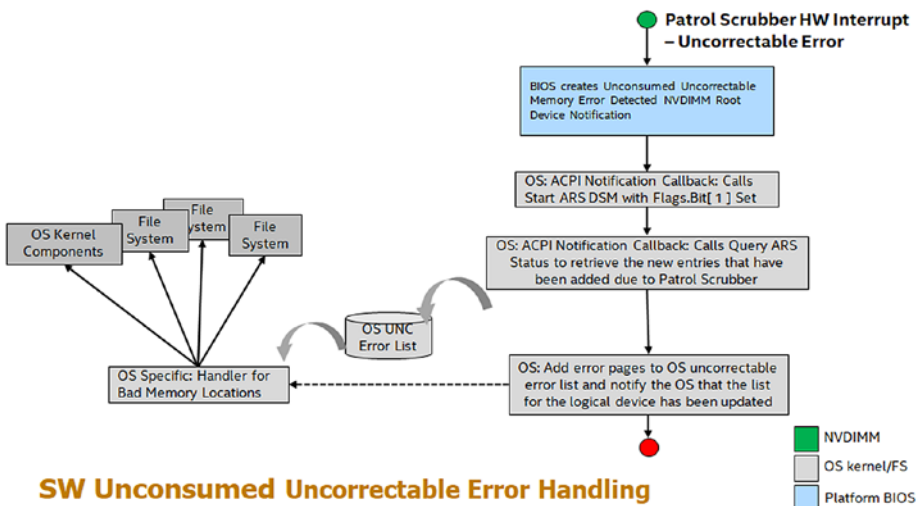 Patrol Scrubber HW Interrupt
– Uncorrectable Error
BIOS creates Unconsumed Uncorrectable
Memory Error Detected NVDIMM Root
Device Notification
OS: ACPI Notification Callback: Calls
Start ARS DSM with Flags.Bit[ 1 ] Set
OS: ACPI Notification Callback: Calls Query ARS
Status to retrieve the new entries that have
been added due to Patrol Scrubber
OS Kernel
Components
File
System
File
ystem
File
System
OS UNC
Error List
OS Specific: Handler for
Bad Memory Locations
OS: Add error pages to OS uncorrectable
error list and notify the OS that the list
for the logical device has been updated
NVDIMM
OS kernel/FS
Platform BIOS
SW Unconsumed Uncorrectable Error Handling